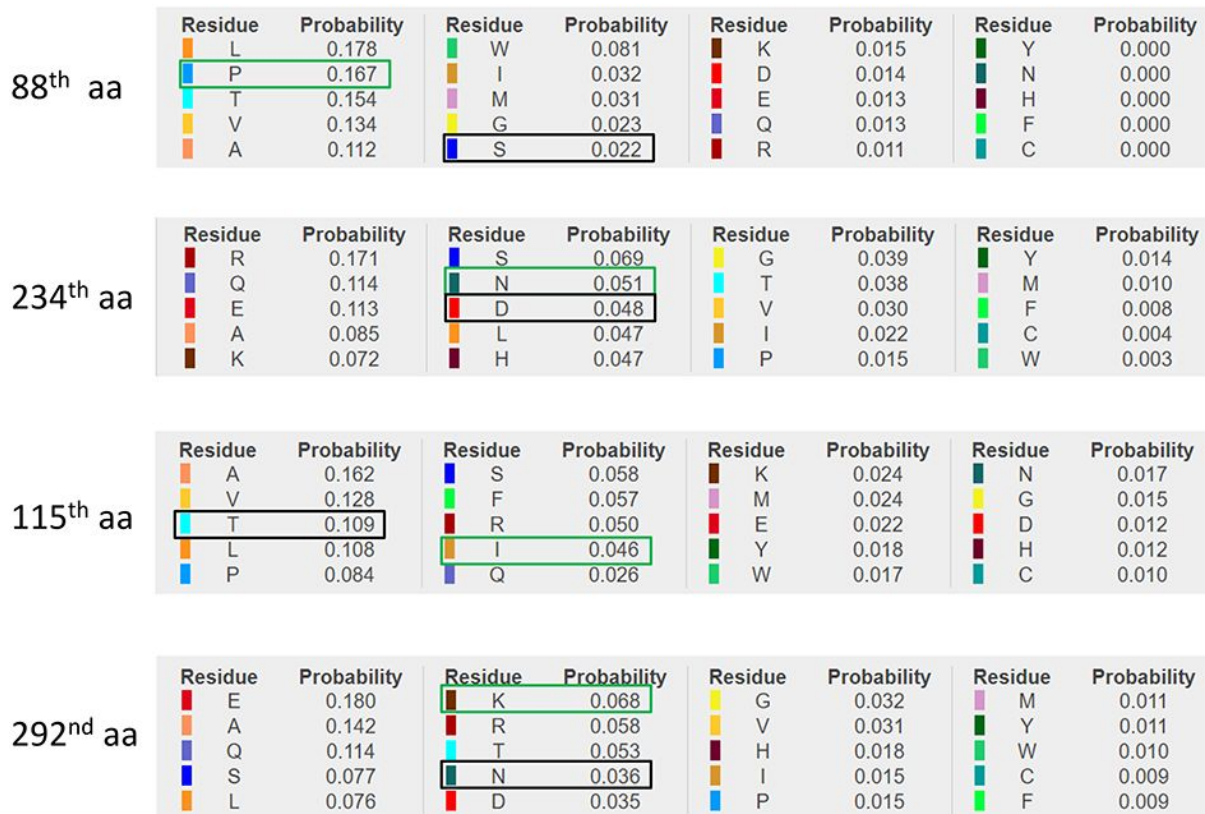 88th aa
Residue Probability Residue Probability Residue Probability Residue Probability
L 0.178 W 0.081 K 0.015 Y 0.000
P 0.167 I 0.032 D 0.014 N 0.000
T 0.154 M 0.031 E 0.013 H 0.000
V 0.134 G 0.023 Q 0.013 F 0.000
A 0.112 S 0.022 R 0.011 C 0.000
234th aa
Residue Probability Residue Probability Residue Probability Residue Probability
R 0.171 S 0.069 G 0.039 Y 0.014
Q 0.114 N 0.051 T 0.038 M 0.010
E 0.113 D 0.048 V 0.030 F 0.008
A 0.085 L 0.047 I 0.022 C 0.004
K 0.072 H 0.047 P 0.015 W 0.003
115th aa
Residue Probability Residue Probability Residue Probability Residue Probability
A 0.162 S 0.058 K 0.024 N 0.017
V 0.128 F 0.057 M 0.024 G 0.015
T 0.109 R 0.050 E 0.022 D 0.012
L 0.108 I 0.046 Y 0.018 H 0.012
P 0.084 Q 0.026 W 0.017 C 0.010
292nd aa
Residue Probability Residue Probability Residue Probability Residue Probability
E 0.180 K 0.068 G 0.032 M 0.011
A 0.142 R 0.058 V 0.031 Y 0.011
Q 0.114 T 0.053 H 0.018 W 0.010
S 0.077 N 0.036 I 0.015 C 0.009
L 0.076 D 0.035 P 0.015 F 0.009